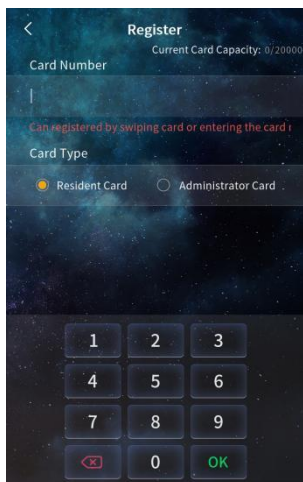 Register
Current Card Capacity: 0/20000
Card Number
Can registered by swiping card or entering the card r
Card Type
Resident Card
Administrator Card
1 2 3
4 5 6
7 8 9
0 OK